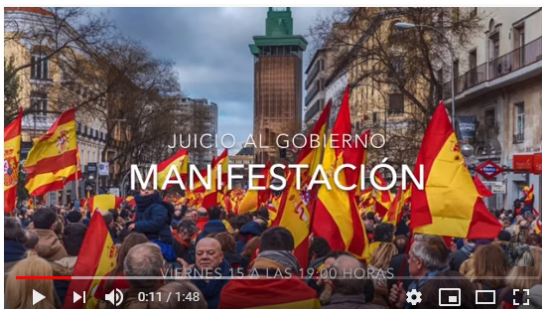 JUICIO AL GOBIERNO
MANIFESTACIÓN
VIERNES 15 A LAS 19:00 HORAS
0:11 / 1:48